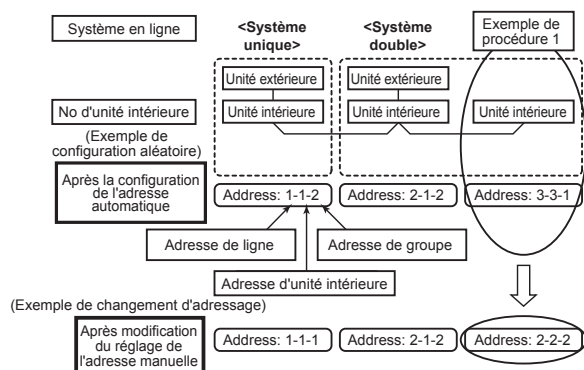 Système en ligne
<Système
unique>
<Système
double>
Exemple de
procédure 1
Unité extérieure
Unité extérieure
No d'unité intérieure
Unité intérieure
Unité intérieure
Unité intérieure
(Exemple de
configuration aléatoire)
Après la configuration
de l'adresse
automatique
Address: 1-1-2
Address: 2-1-2
Address: 3-3-1
Adresse de ligne
Adresse de groupe
Adresse d'unité intérieure
(Exemple de changement d'adressage)
Après modification
du réglage de
l'adresse manuelle
Address: 1-1-1
Address: 2-1-2
Address: 2-2-2